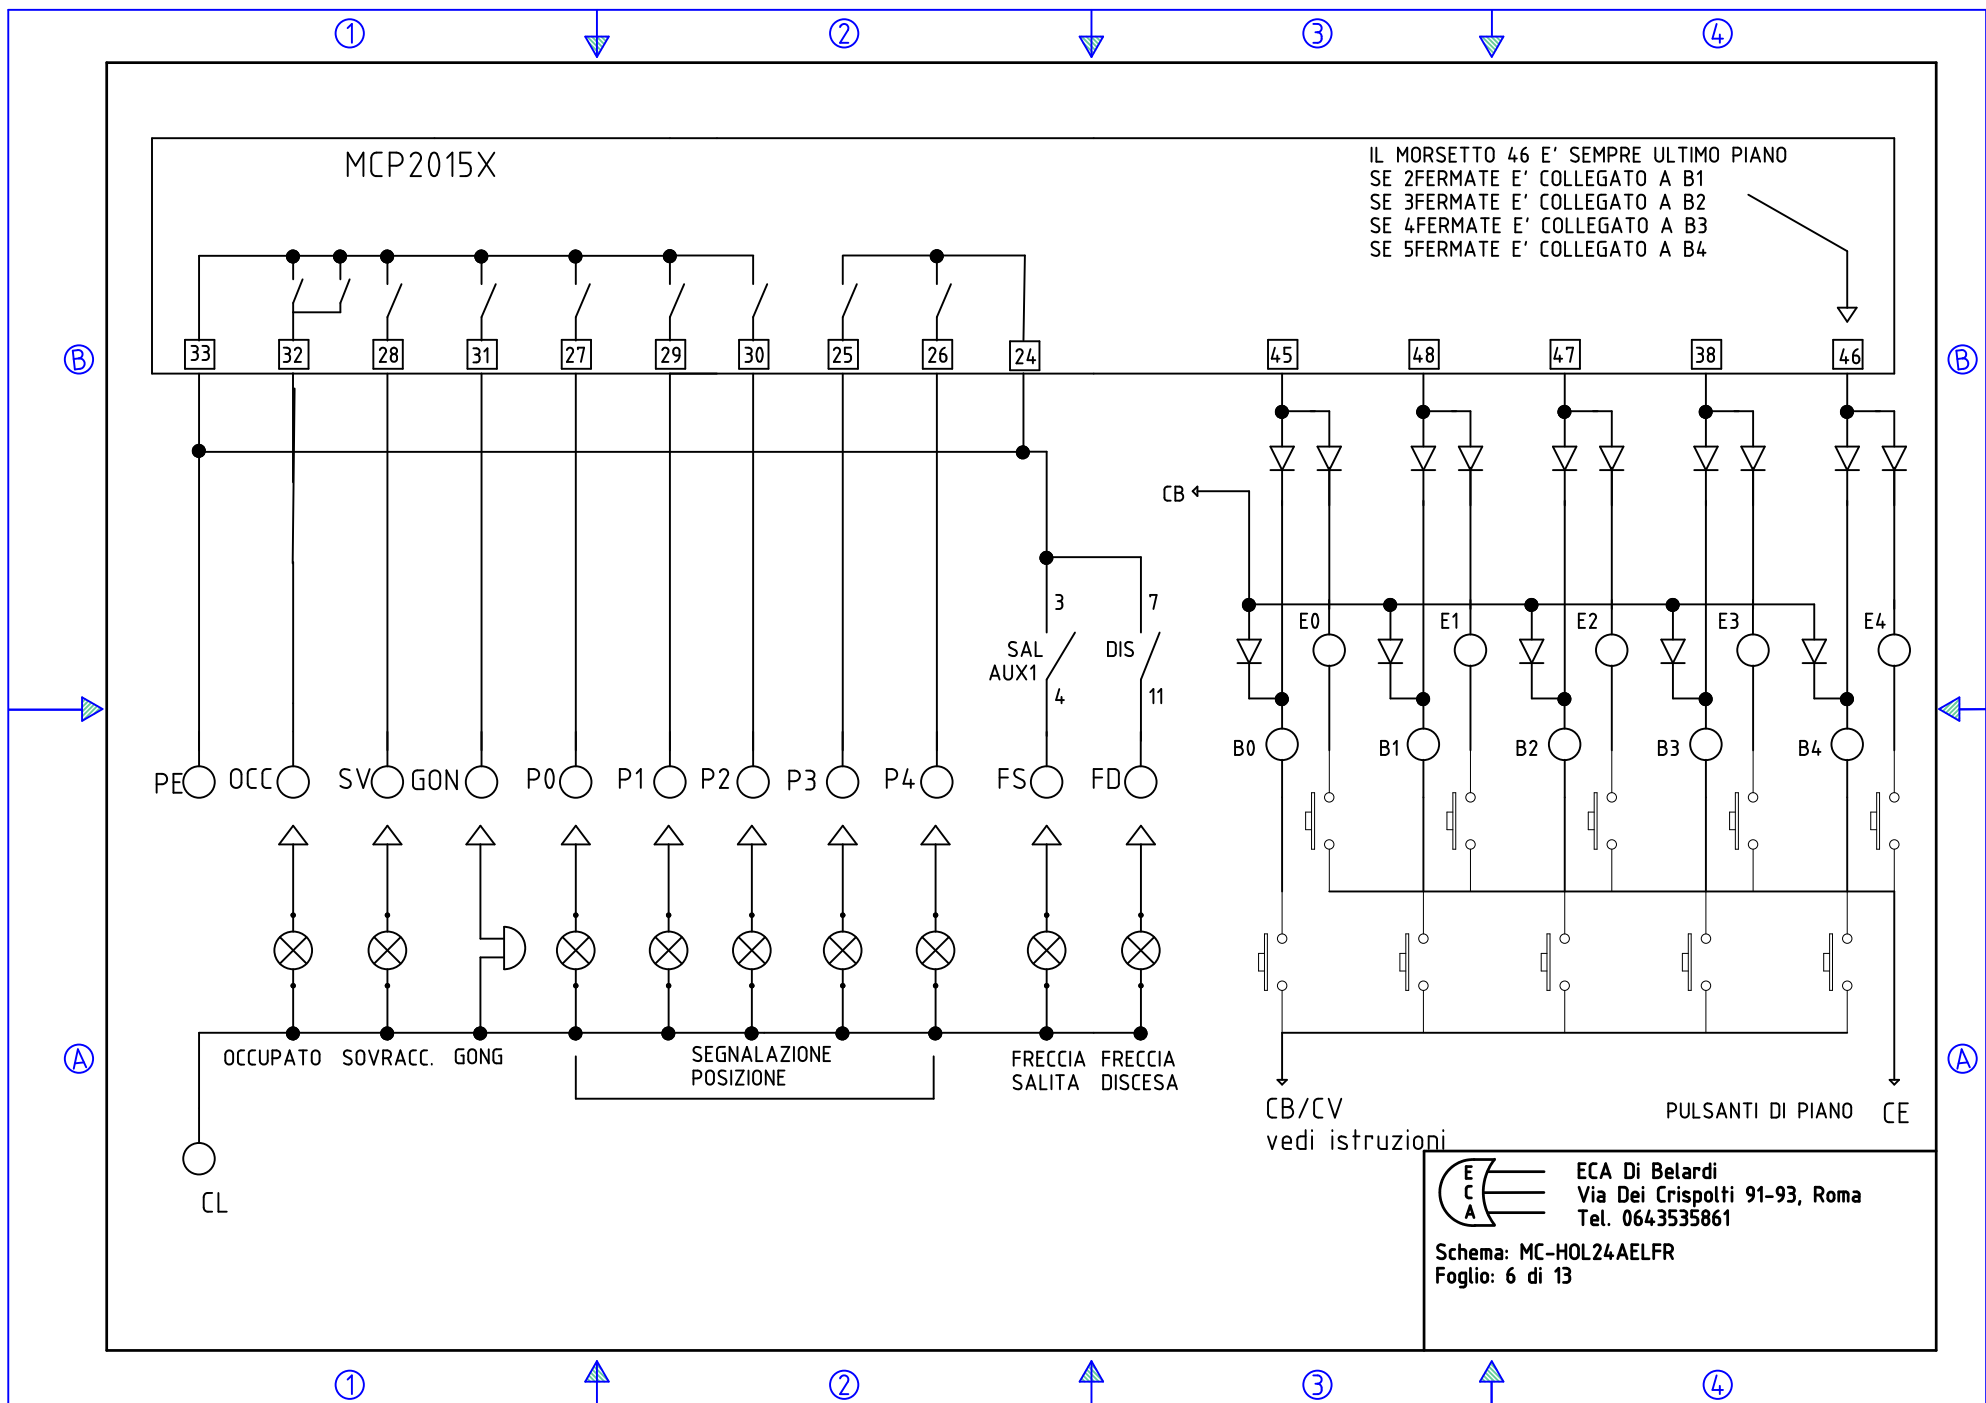 1 2 3 4
MCP2015X
IL MORSETTO 46 E' SEMPRE ULTIMO PIANO
SE 2FERMATE E' COLLEGATO A B1
SE 3FERMATE E' COLLEGATO A B2
SE 4FERMATE E' COLLEGATO A B3
SE 5FERMATE E' COLLEGATO A B4
B 33 32 28 31 27 29 30 25 26 24 45 48 47 38 46 B
CB
3 7
E0 E1 E2 E3 E4
SAL DIS
AUX1
4 11
B0 B1 B2 B3 B4
PE OCC SV GON P0 P1 P2 P3 P4 FS FD
A OCCUPATO SOVRACC. GONG A
SEGNALAZIONE
POSIZIONE
FRECCIA
SALITA
FRECCIA
DISCESA
CB/CV
vedi istruzioni
PULSANTI DI PIANO CE
CL
E
C
A
ECA Di Belardi
Via Dei Crispolti 91-93, Roma
Tel. 0643535861
Schema: MC-HOL24AELFR
Foglio: 6 di 13
1 2 3 4